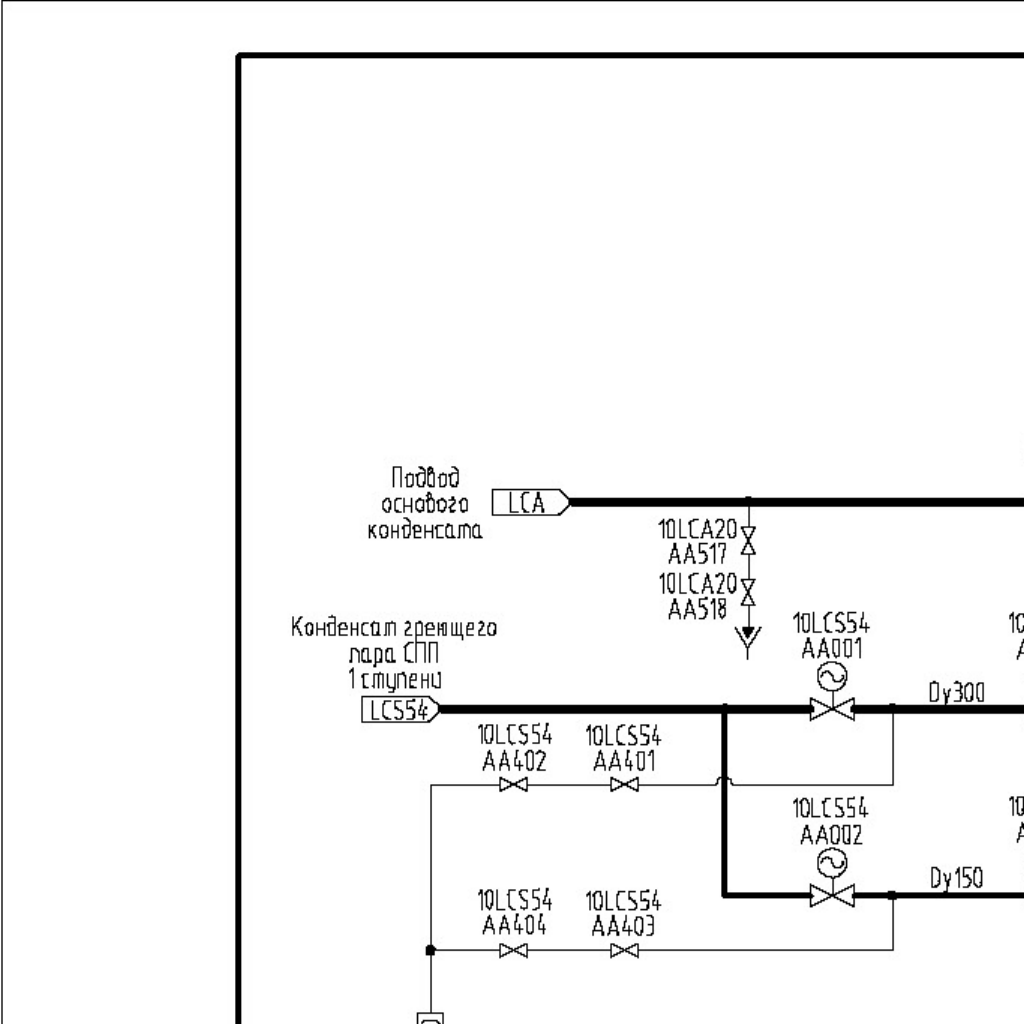 Подвод
основого
конденсата
LCA
10LCA20
AA517
10LCA20
AA518
Конденсат греющего
пара СПП
1 ступени
LCS54
10LCS54
AA001
Dy300
10LCS54
AA402
10LCS54
AA401
10LCS54
AA002
Dy150
10LCS54
AA404
10LCS54
AA403